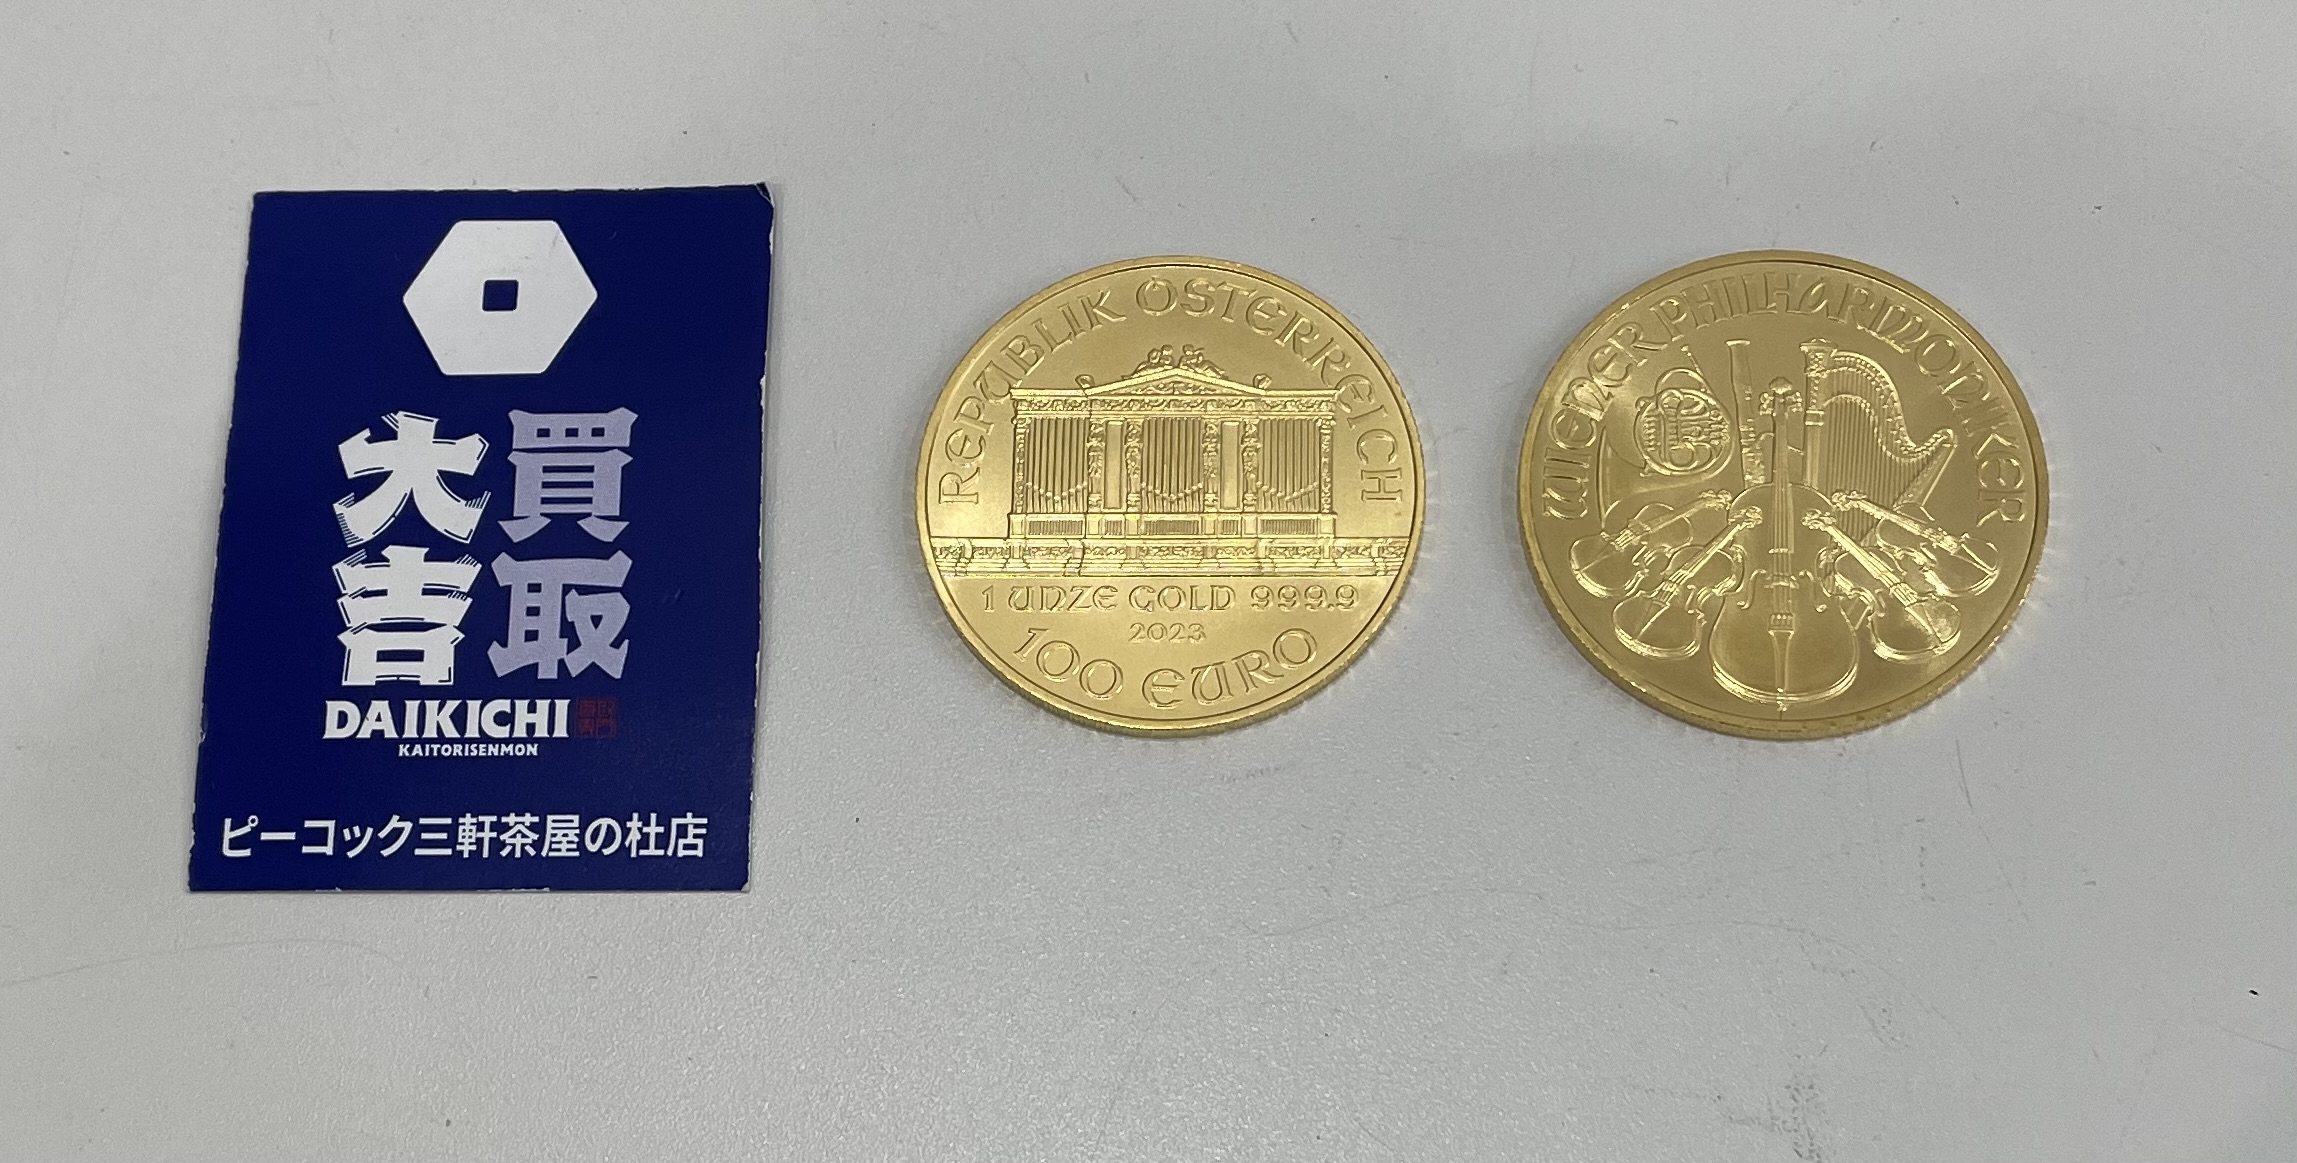 買取
大吉
DAIKICHI
KAITORISENMON
ピーコック三軒茶屋の杜店
REPUBLIK ÖSTERREICH
1 UNZE GOLD 999.9
2023
100 EURO
WIENER PHILHARMONIKER